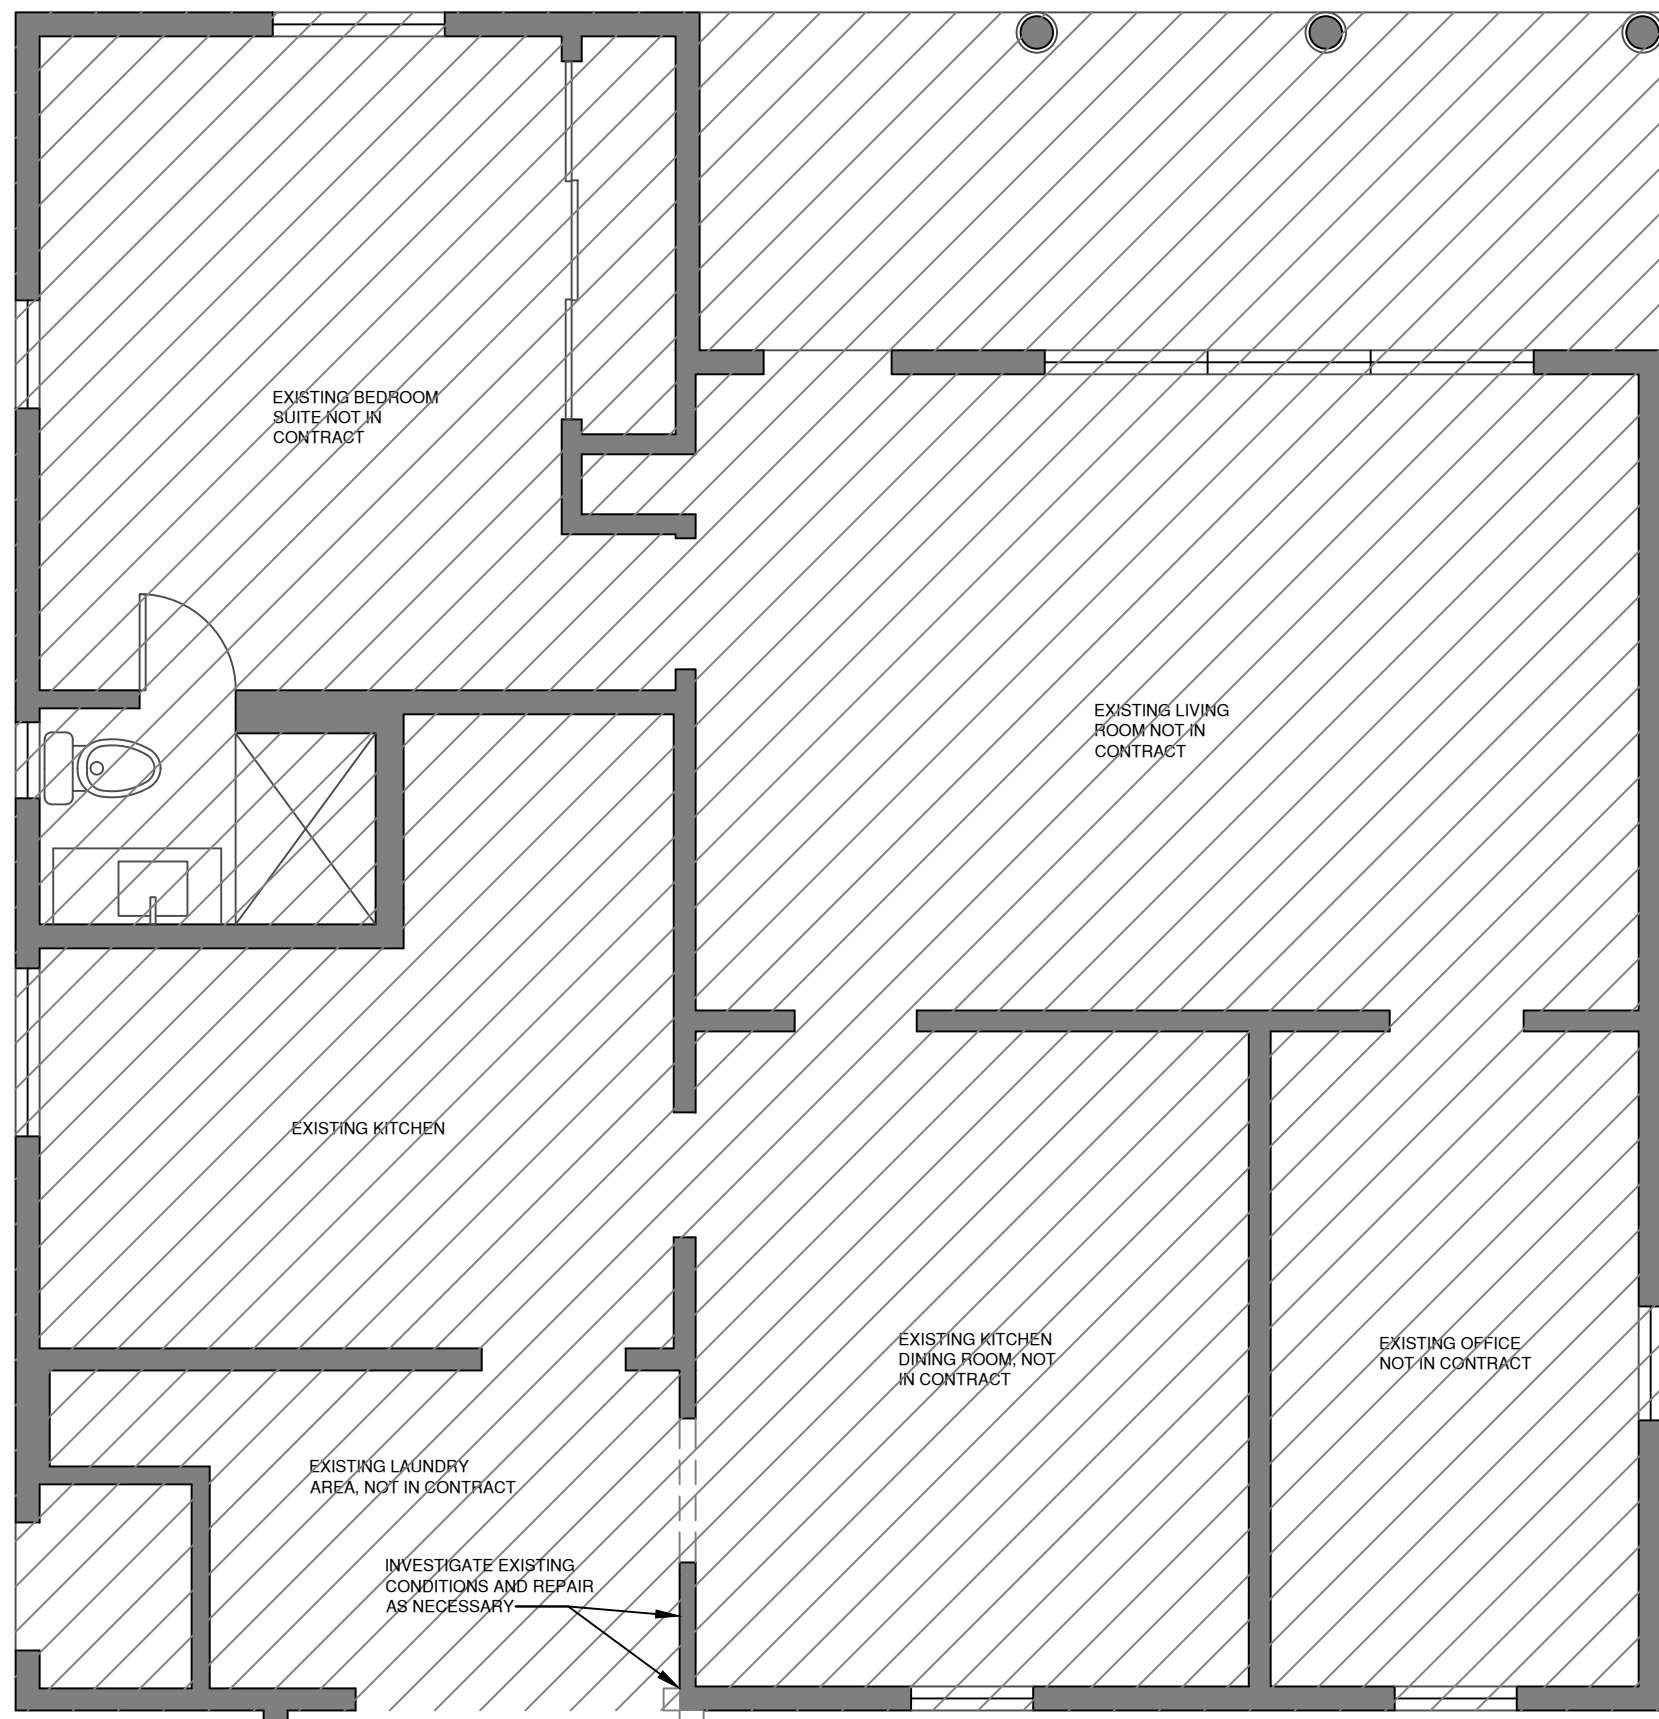 EXISTING BEDROOM
SUITE NOT IN
CONTRACT
EXISTING LIVING
ROOM NOT IN
CONTRACT
EXISTING KITCHEN
EXISTING KITCHEN
DINING ROOM, NOT
IN CONTRACT
EXISTING OFFICE
NOT IN CONTRACT
EXISTING LAUNDRY
AREA, NOT IN CONTRACT
INVESTIGATE EXISTING
CONDITIONS AND REPAIR
AS NECESSARY